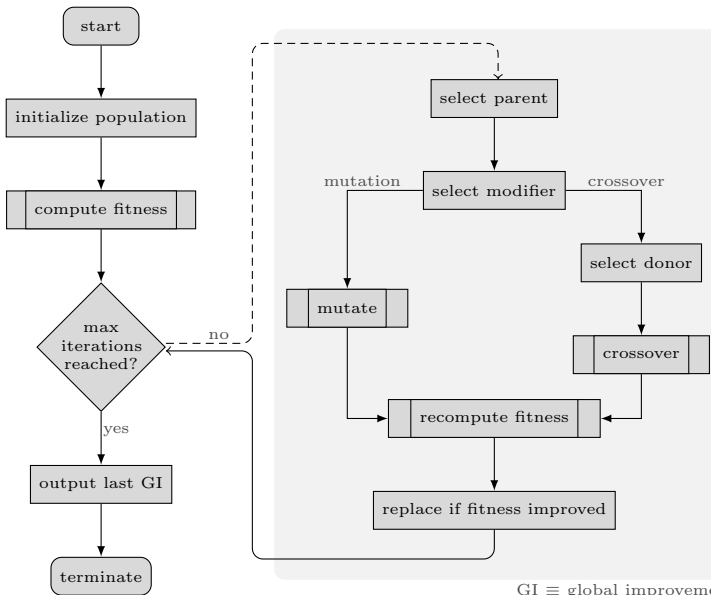 start
initialize population
compute fitness
max
iterations
reached?
no
yes
output last GI
terminate
select parent
select modifier
mutation
crossover
select donor
mutate
crossover
recompute fitness
replace if fitness improved
GI ≡ global